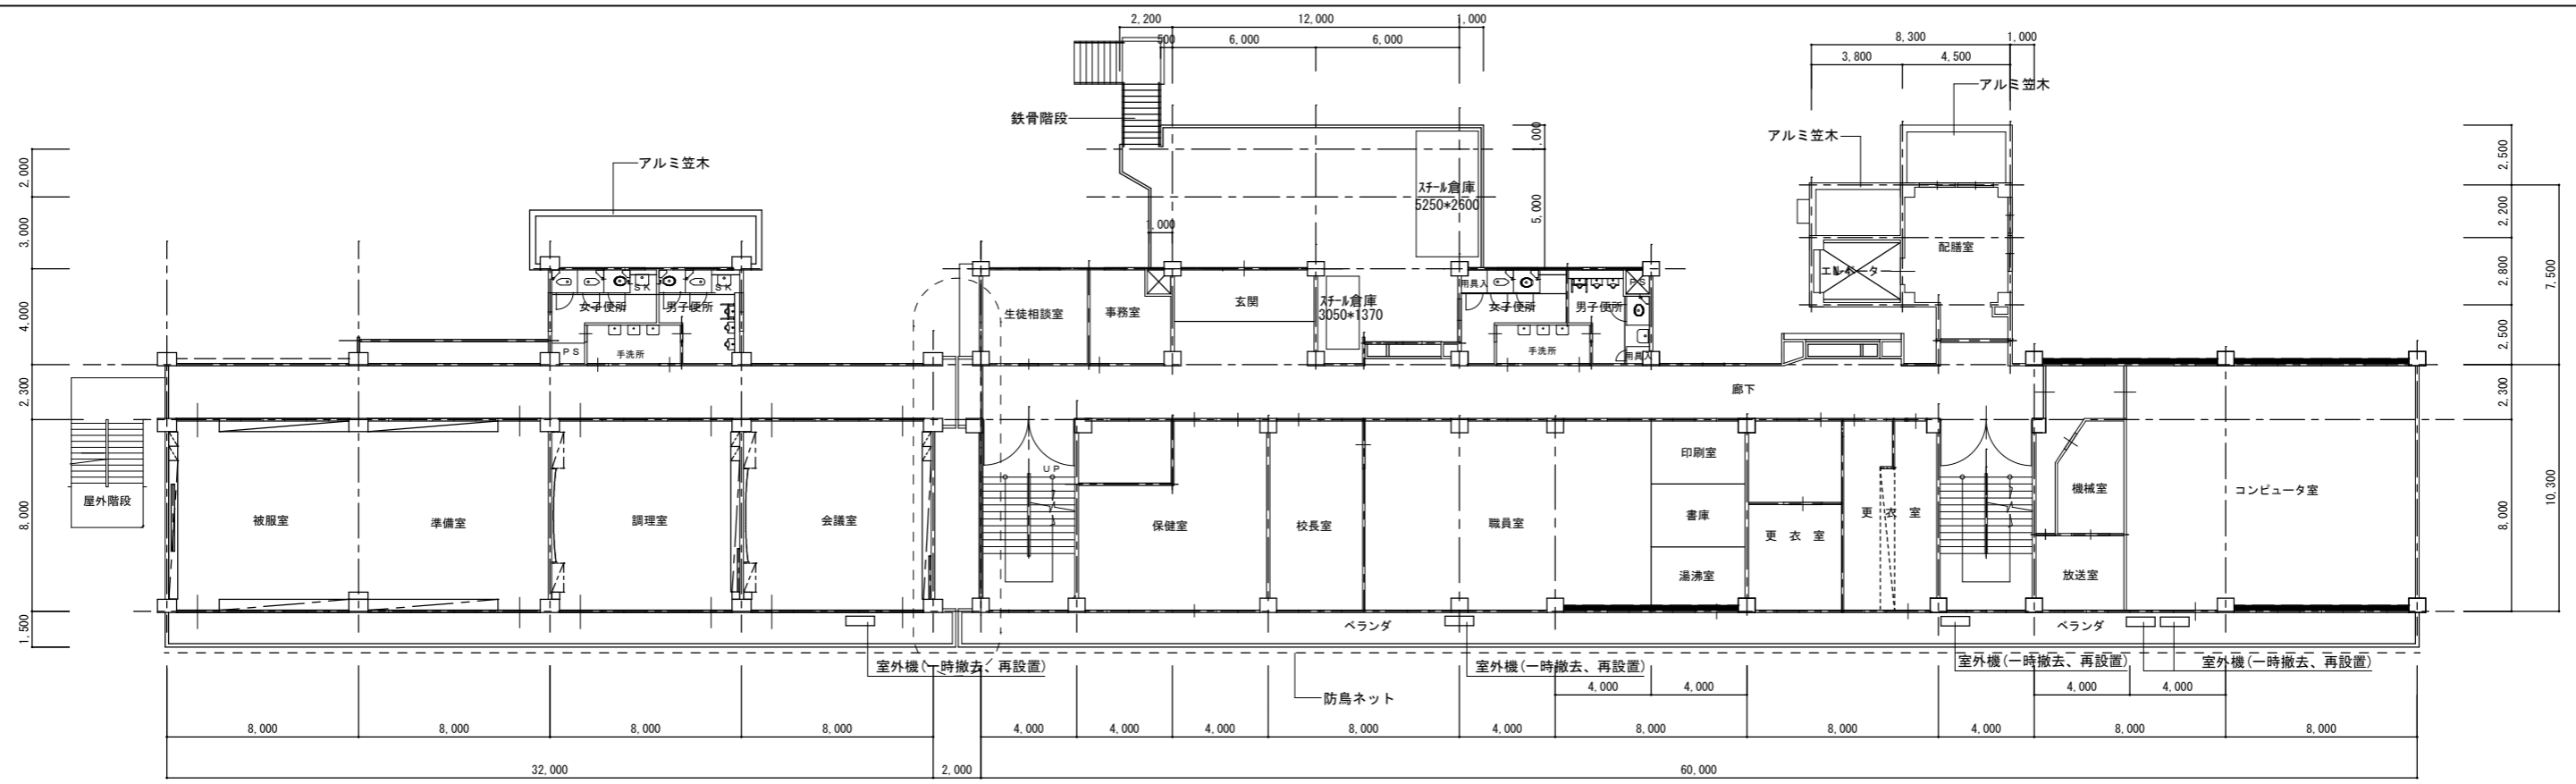 2,200
12,000
1,000
500
6,000
6,000
8,300
1,000
3,800
4,500
アルミ笠木
鉄骨階段
アルミ笠木
アルミ笠木
2,000
3,000
4,000
2,300
8,000
1,500
1,000
5,000
2,500
2,200
2,800
2,500
7,500
2,300
8,000
10,300
スチール倉庫
5250*2600
1,000
配膳室
エレベーター
SK
SK
女子便所
男子便所
PS
手洗所
生徒相談室
事務室
玄関
スチール倉庫
3050*1370
用具入
女子便所
男子便所
PS
手洗所
用具入
廊下
UP
屋外階段
被服室
準備室
調理室
会議室
保健室
校長室
職員室
印刷室
書庫
湯沸室
更 衣 室
更 衣 室
機械室
放送室
コンピュータ室
ベランダ
ベランダ
室外機(一時撤去、再設置)
室外機(一時撤去、再設置)
室外機(一時撤去、再設置)
室外機(一時撤去、再設置)
防鳥ネット
4,000
4,000
4,000
4,000
8,000
8,000
8,000
8,000
4,000
4,000
4,000
8,000
4,000
8,000
8,000
4,000
8,000
8,000
32,000
2,000
60,000